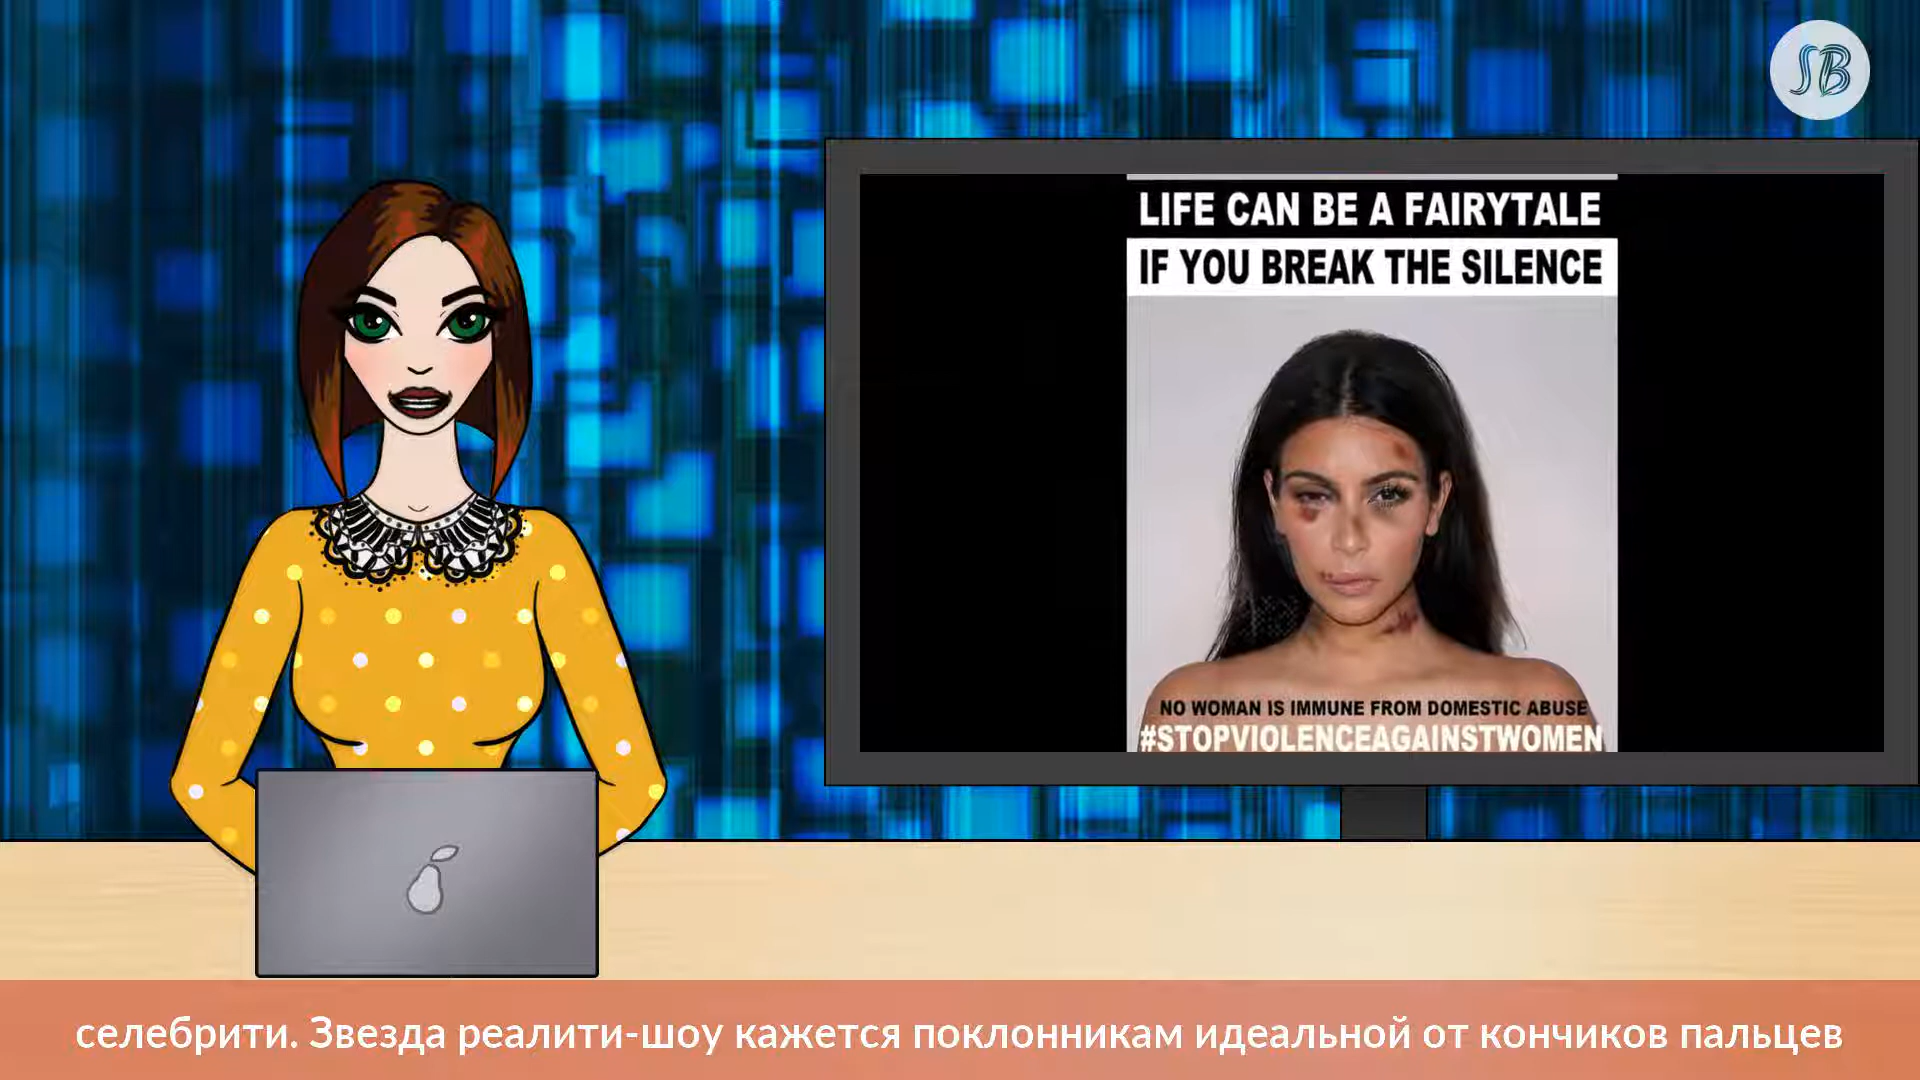 SB
LIFE CAN BE A FAIRYTALE
IF YOU BREAK THE SILENCE
NO WOMAN IS IMMUNE FROM DOMESTIC ABUSE
#STOPVIOLENCEAGAINSTWOMEN
селебрити. Звезда реалити-шоу кажется поклонникам идеальной от кончиков пальцев